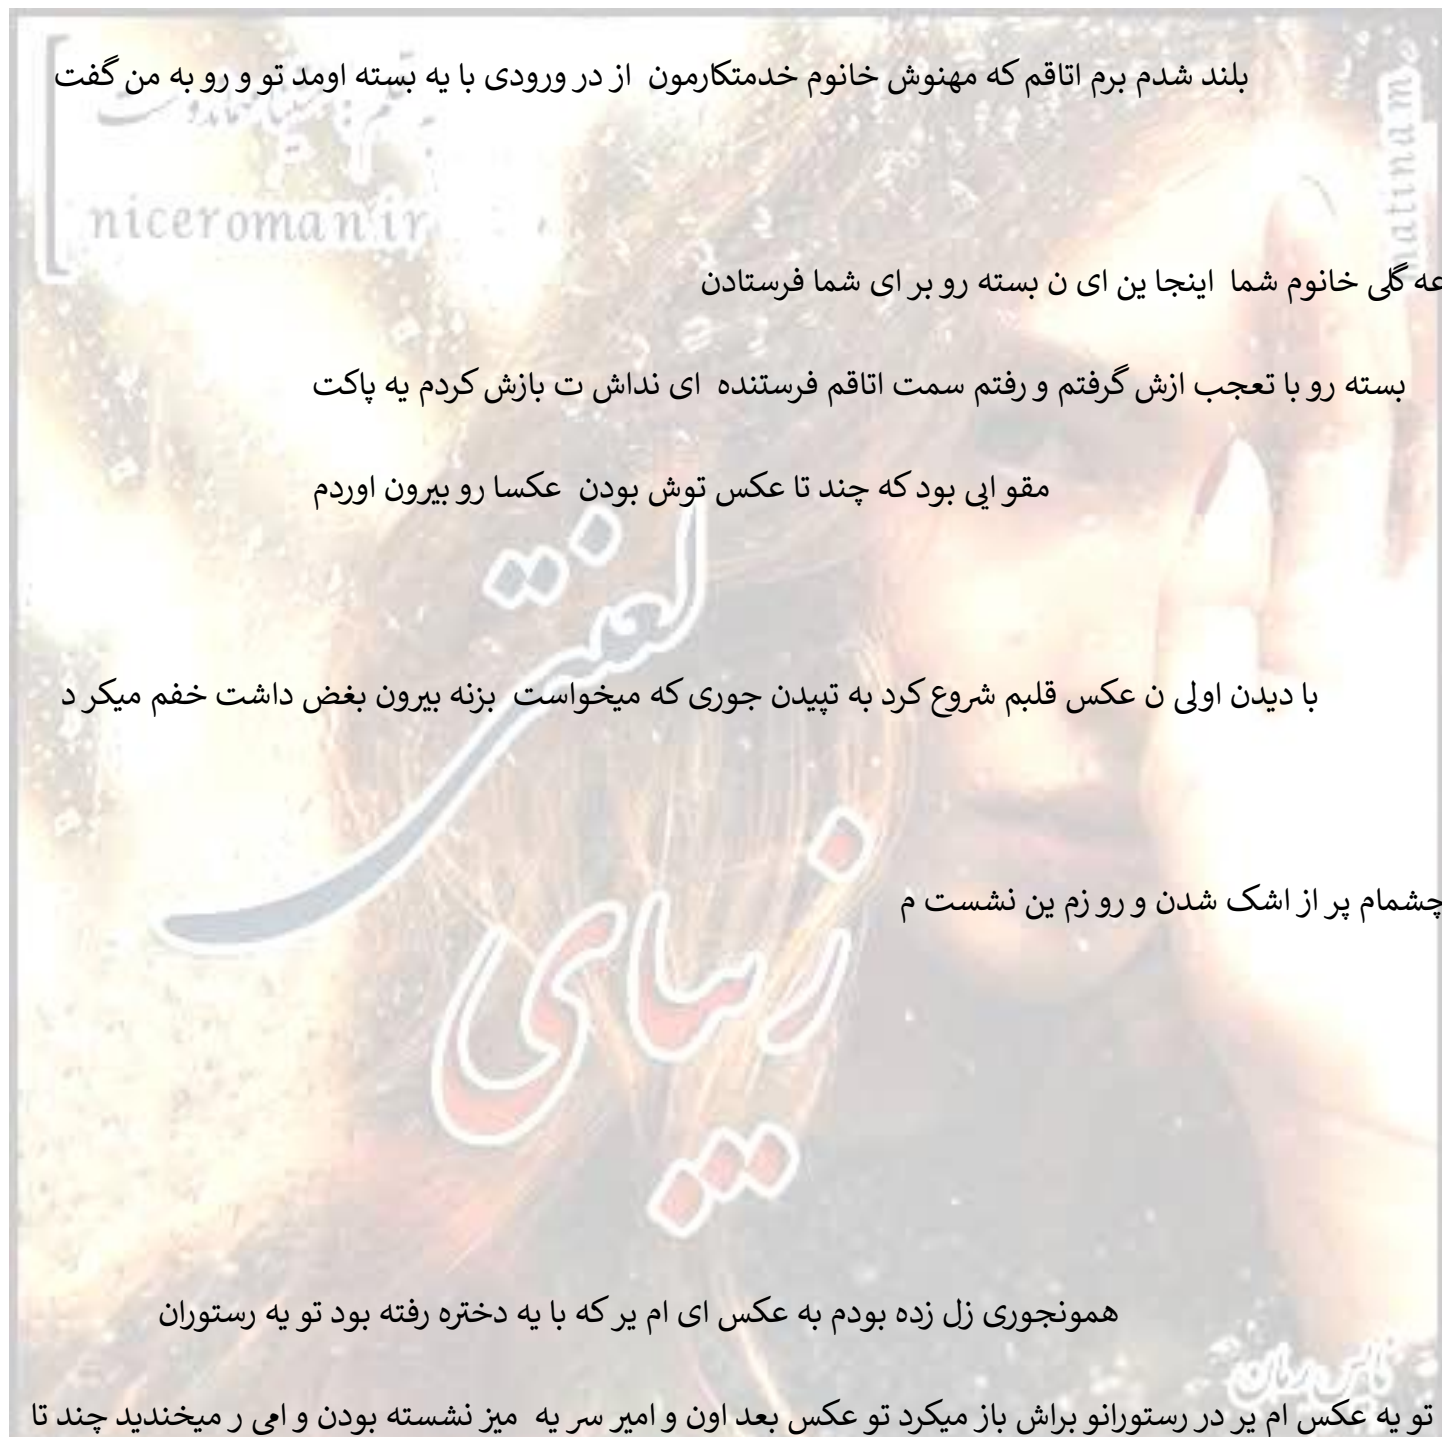 بلند شدم برم اتاقم که مهنوش خانوم خدمتکارمون از در ورودی با یه بسته اومد تو و رو به من گفت
niceroman.ir
matinam
عه گلی خانوم شما اینجا ین ای ن بسته رو بر ای شما فرستادن
بسته رو با تعجب ازش گرفتم و رفتم سمت اتاقم فرستنده ای نداش ت بازش کردم یه پاکت
مقو ایی بود که چند تا عکس توش بودن عکسا رو بیرون اوردم
لعنتی
با دیدن اولی ن عکس قلبم شروع کرد به تپیدن جوری که میخواست بزنه بیرون بغض داشت خفم میکر د
زیبای
چشمام پر از اشک شدن و رو زم ین نشست م
همونجوری زل زده بودم به عکس ای ام یر که با یه دختره رفته بود تو یه رستوران
نایس رمان
تو یه عکس ام یر در رستورانو براش باز میکرد تو عکس بعد اون و امیر سر یه میز نشسته بودن و امی ر میخندید چند تا